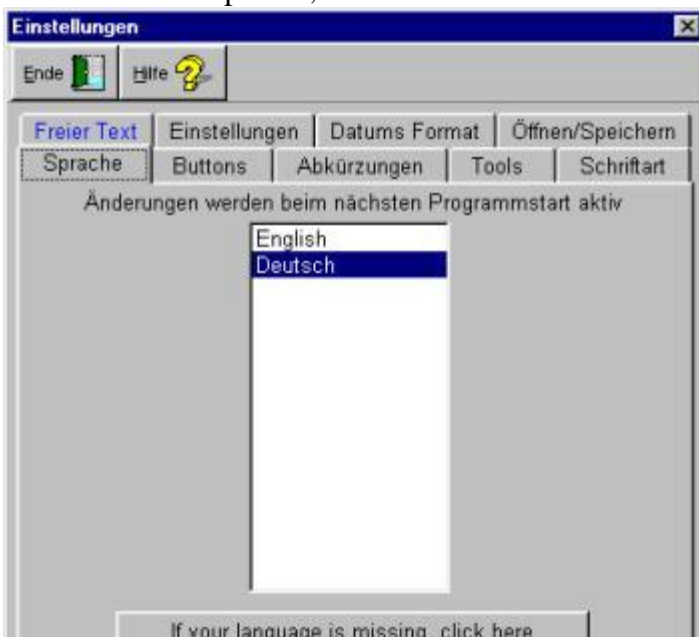 Einstellungen
Ende Hilfe
Freier Text Einstellungen Datums Format Öffnen/Speichern
Sprache Buttons Abkürzungen Tools Schriftart
Änderungen werden beim nächsten Programmstart aktiv
English
Deutsch
If your language is missing, click here